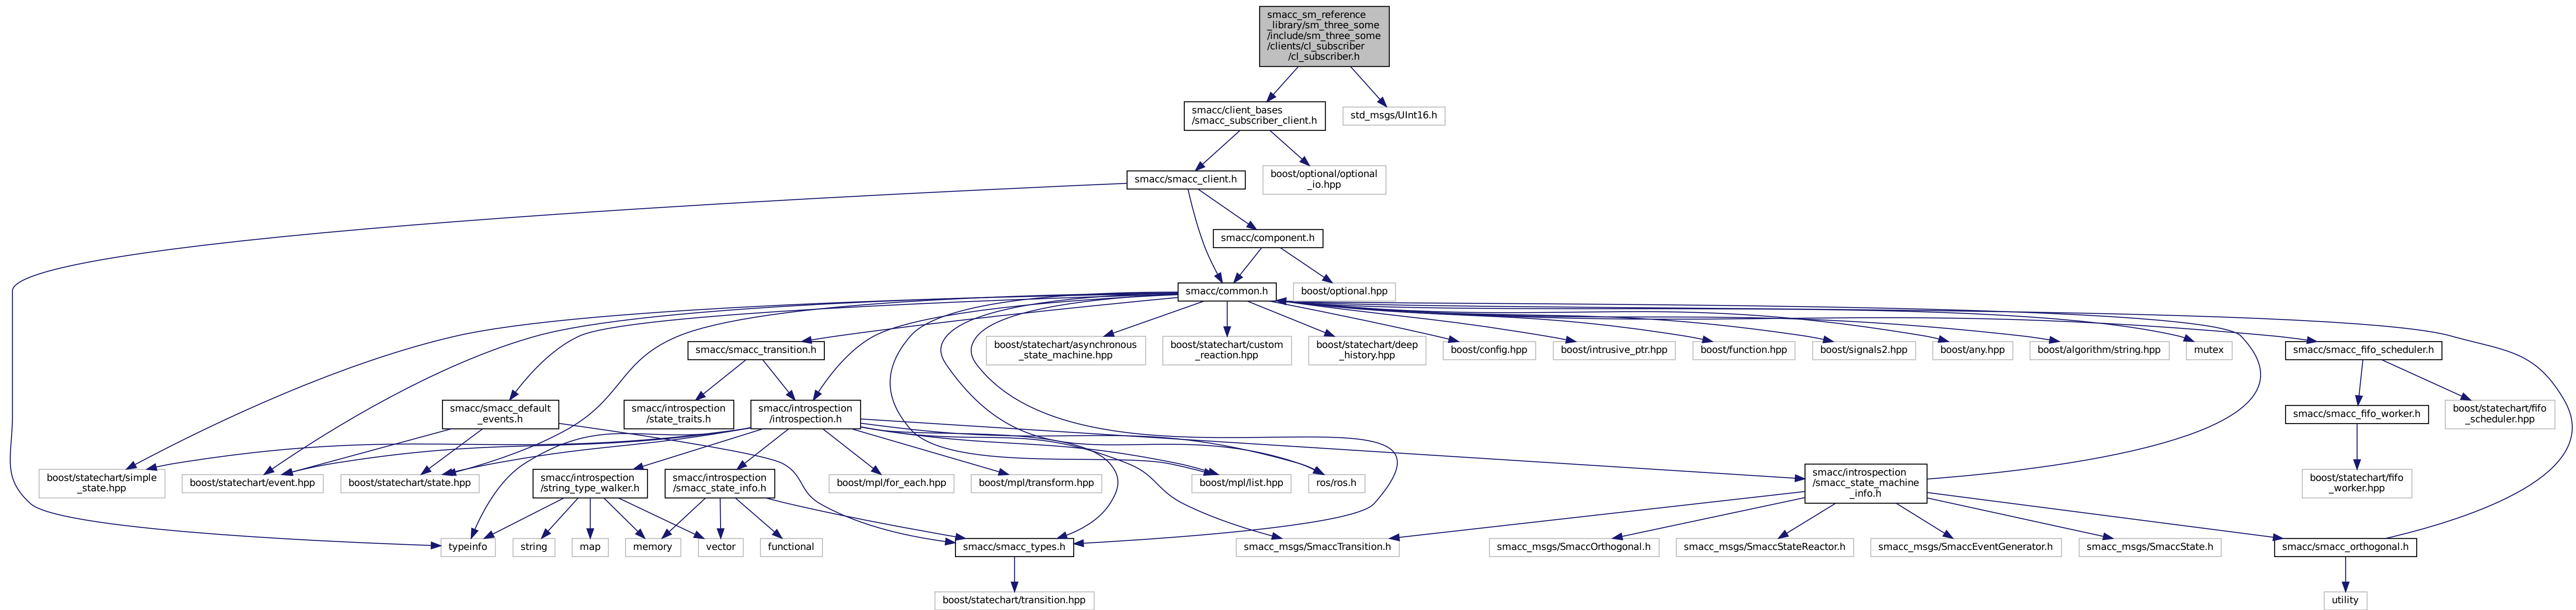 smacc_sm_reference
_library/sm_three_some
/include/sm_three_some
/clients/cl_subscriber
/cl_subscriber.h
smacc/client_bases
/smacc_subscriber_client.h
std_msgs/UInt16.h
smacc/smacc_client.h
boost/optional/optional
_io.hpp
smacc/component.h
smacc/common.h
boost/optional.hpp
smacc/smacc_transition.h
boost/statechart/asynchronous
_state_machine.hpp
boost/statechart/custom
_reaction.hpp
boost/statechart/deep
_history.hpp
boost/config.hpp
boost/intrusive_ptr.hpp
boost/function.hpp
boost/signals2.hpp
boost/any.hpp
boost/algorithm/string.hpp
mutex
smacc/smacc_fifo_scheduler.h
smacc/smacc_default
_events.h
smacc/introspection
/state_traits.h
smacc/introspection
/introspection.h
smacc/smacc_fifo_worker.h
boost/statechart/fifo
_scheduler.hpp
boost/statechart/simple
_state.hpp
boost/statechart/event.hpp
boost/statechart/state.hpp
smacc/introspection
/string_type_walker.h
smacc/introspection
/smacc_state_info.h
boost/mpl/for_each.hpp
boost/mpl/transform.hpp
boost/mpl/list.hpp
ros/ros.h
smacc/introspection
/smacc_state_machine
_info.h
boost/statechart/fifo
_worker.hpp
typeinfo
string
map
memory
vector
functional
smacc/smacc_types.h
smacc_msgs/SmaccTransition.h
smacc_msgs/SmaccOrthogonal.h
smacc_msgs/SmaccStateReactor.h
smacc_msgs/SmaccEventGenerator.h
smacc_msgs/SmaccState.h
smacc/smacc_orthogonal.h
boost/statechart/transition.hpp
utility